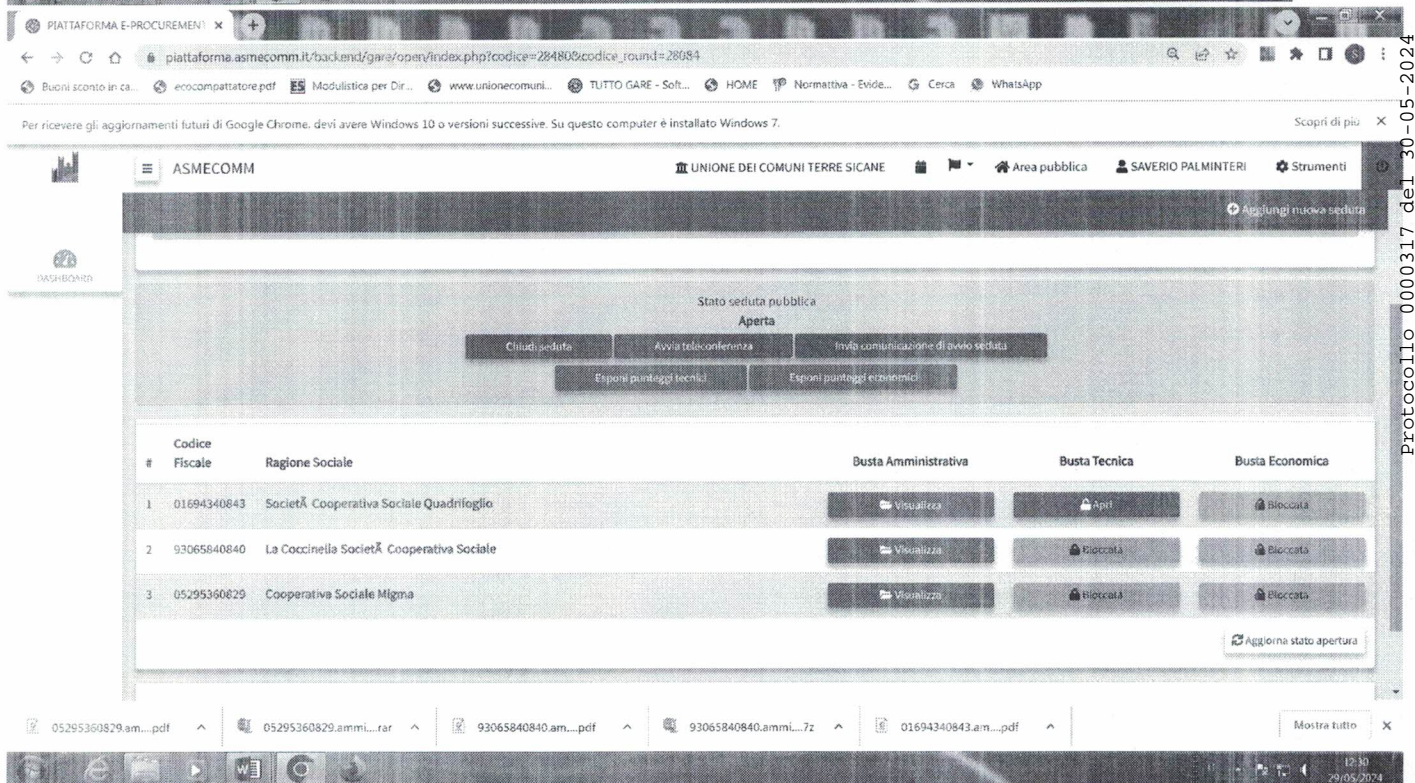 PIATTAFORMA E-PROCUREMENT × +
piattaforma.asmecomm.it/backend/gara/open/index.php?codice=28480&codice_round=28084
Buoni sconto in ca... ecocompattatore.pdf ES Modulistica per Dir... www.unionecomuni... TUTTO GARE - Soft... HOME Normattiva - Evide... Cerca WhatsApp
Per ricevere gli aggiornamenti futuri di Google Chrome, devi avere Windows 10 o versioni successive. Su questo computer è installato Windows 7. Scopri di più ×
ASMECOMM UNIONE DEI COMUNI TERRE SICANE Area pubblica SAVERIO PALMINTERI Strumenti
Aggiungi nuova seduta
DASHBOARD
Stato seduta pubblica
Aperta
Chiudi seduta Avvia teleconferenza Invia comunicazione di avvio seduta
Esponi punteggi tecnici Esponi punteggi economici
# Codice Fiscale Ragione Sociale Busta Amministrativa Busta Tecnica Busta Economica
1 01694340843 SocietÃ Cooperativa Sociale Quadrifoglio Visualizza Apri Bloccata
2 93065840840 La Coccinella SocietÃ Cooperativa Sociale Visualizza Bloccata Bloccata
3 05295360829 Cooperativa Sociale Migma Visualizza Bloccata Bloccata
Aggiorna stato apertura
05295360829.am....pdf 05295360829.ammi....rar 93065840840.am....pdf 93065840840.ammi....7z 01694340843.am....pdf Mostra tutto ×
12:30
29/05/2024
Protocollo 0000317 del 30-05-2024